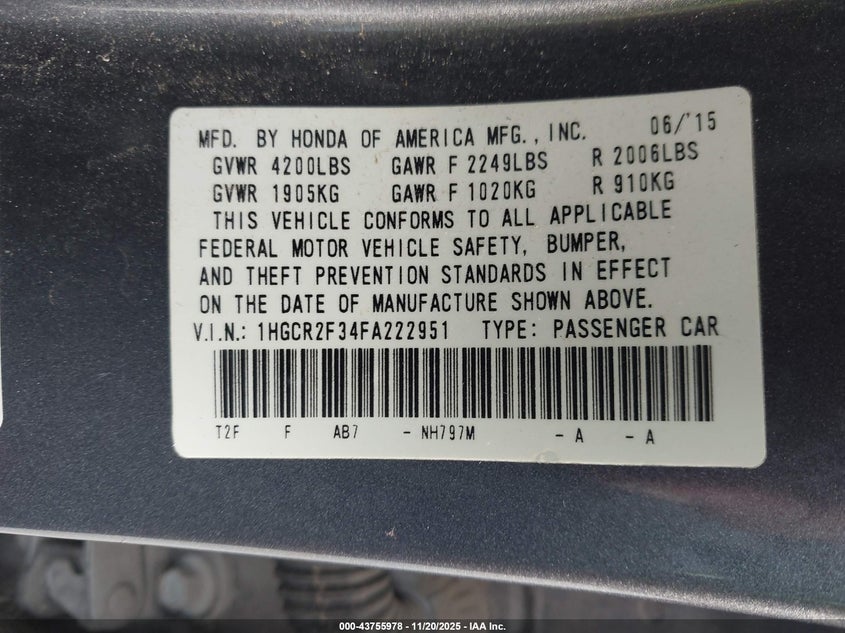 MFD. BY HONDA OF AMERICA MFG., INC. 06/'15
GVWR 4200LBS GAWR F 2249LBS R 2006LBS
GVWR 1905KG GAWR F 1020KG R 910KG
THIS VEHICLE CONFORMS TO ALL APPLICABLE
FEDERAL MOTOR VEHICLE SAFETY, BUMPER,
AND THEFT PREVENTION STANDARDS IN EFFECT
ON THE DATE OF MANUFACTURE SHOWN ABOVE.
V.I.N.: 1HGCR2F34FA222951 TYPE: PASSENGER CAR
T2F F AB7 - NH797M - A - A
000-43755978 - 11/20/2025 - IAA Inc.